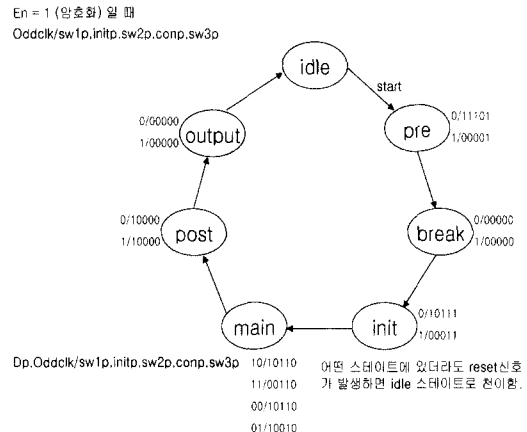 En = 1 (암호화) 일 때
Oddclk/sw1p,initp.sw2p.conp.sw3p
idle
start
pre
0/11101
1/00001
break
0/00000
1/00000
init
0/10111
1/00011
main
post
0/10000
1/10000
output
0/00000
1/00000
Dp.Oddclk/sw1p,initp.sw2p.conp.sw3p
10/10110
11/00110
00/10110
01/10010
어떤 스테이트에 있더라도 reset신호
가 발생하면 idle 스테이트로 천이함.